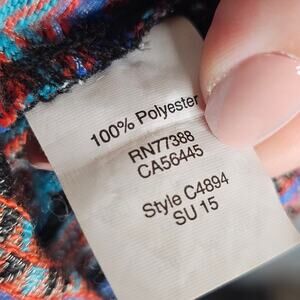 100% Polyester
RN77388
CA56445
Style C4894
SU 15